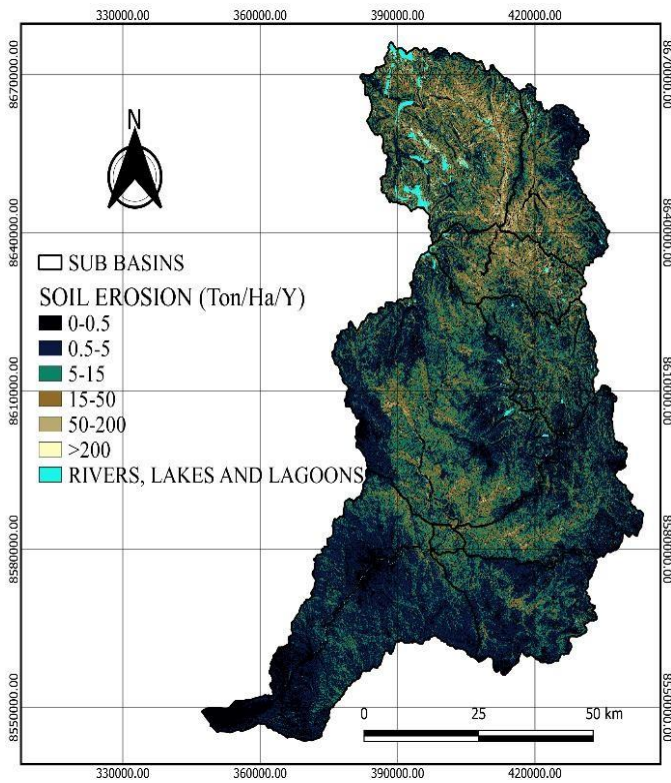 330000.00 360000.00 390000.00 420000.00
8670000.00 8670000.00
N
8640000.00 8640000.00
SUB BASINS
SOIL EROSION (Ton/Ha/Y)
0-0.5
0.5-5
5-15
15-50
50-200
>200
RIVERS, LAKES AND LAGOONS
8610000.00 8610000.00
8580000.00 8580000.00
8550000.00 8550000.00
0 25 50 km
330000.00 360000.00 390000.00 420000.00